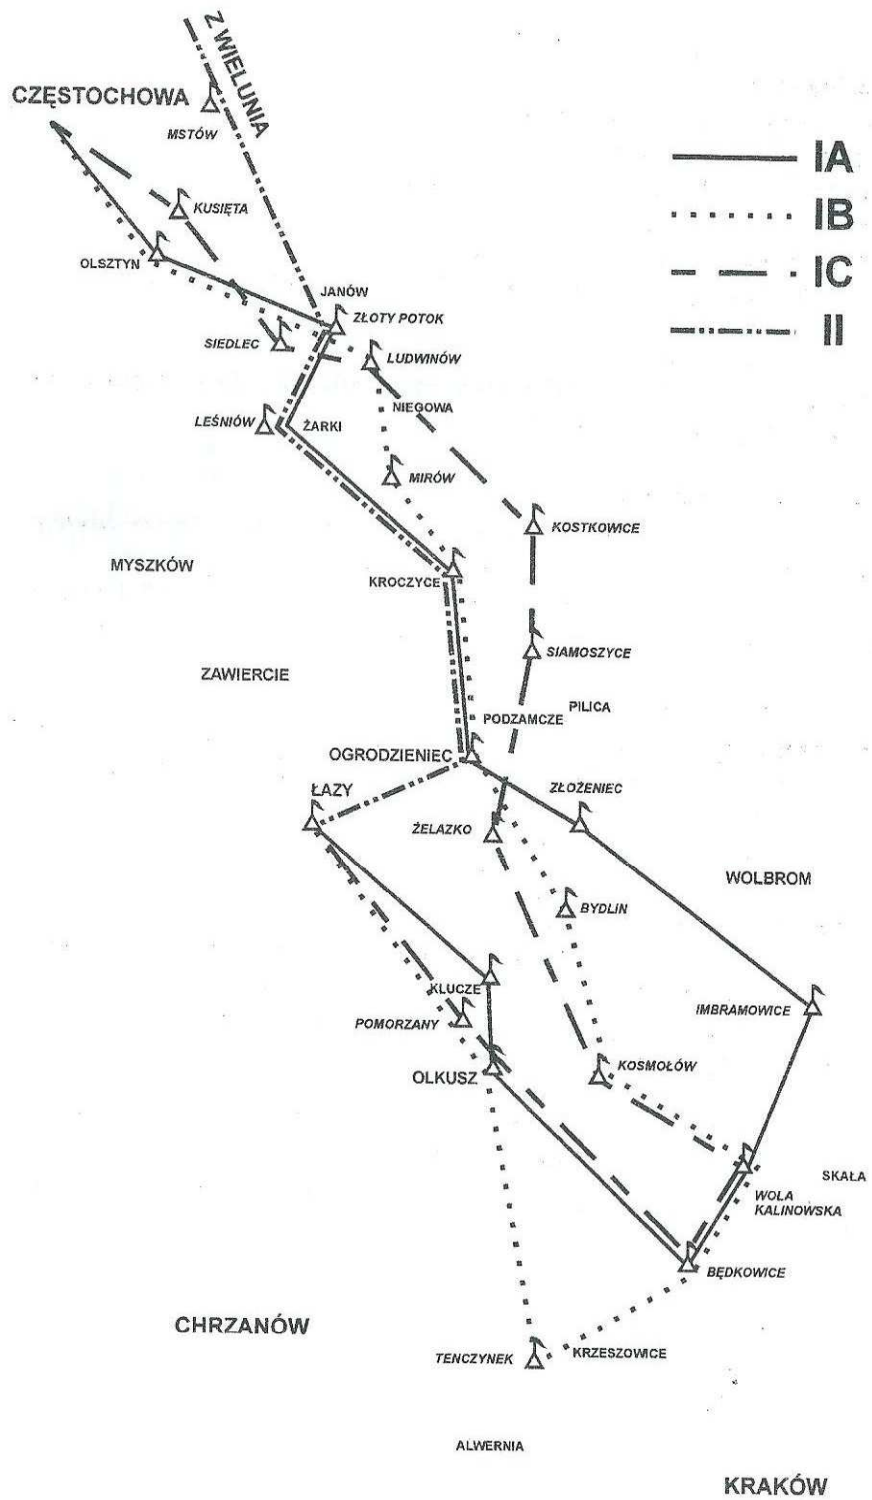 Z WIELUNIA
CZĘSTOCHOWA
MSTÓW
IA
KUSIĘTA
IB
OLSZTYN
IC
JANÓW
ZŁOTY POTOK
II
SIEDLEC
LUDWINÓW
NIEGOWA
LEŚNIÓW
ŻARKI
MIRÓW
KOSTKOWICE
MYSZKÓW
KROCZYCE
SIAMOSZYCE
ZAWIERCIE
PILICA
PODZAMCZE
OGRODZIENIEC
ŁAZY
ZŁOŻENIEC
ŻELAZKO
WOLBROM
BYDLIN
KLUCZE
IMBRAMOWICE
POMORZANY
KOSMOŁÓW
OLKUSZ
SKAŁA
WOLA
KALINOWSKA
BĘDKOWICE
CHRZANÓW
KRZESZOWICE
TENCZYNEK
ALWERNIA
KRAKÓW